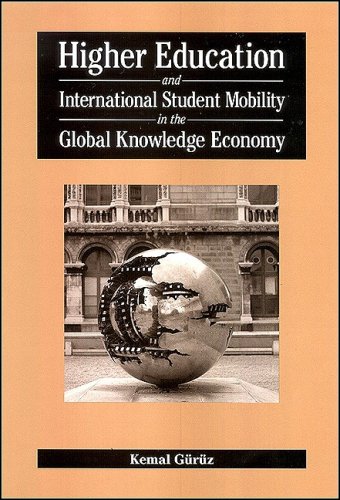 Higher Education
and
International Student Mobility
in the
Global Knowledge Economy
Kemal Gürüz